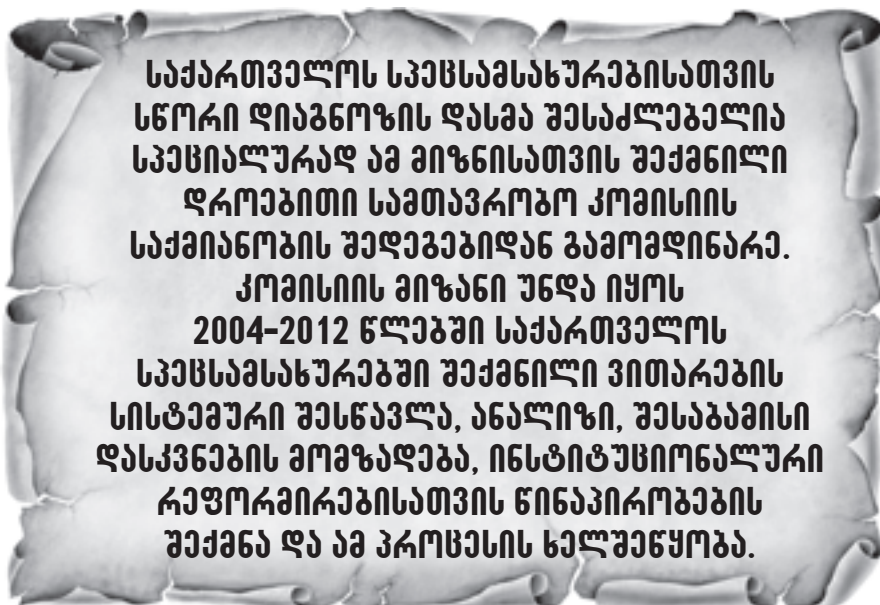 საქართველოს სპეცსამსახურებისათვის
სწორი დიაგნოზის დასმა შესაძლებელია
სპეციალურად ამ მიზნისათვის შექმნილი
დროებითი სამთავრობო კომისიის
საქმიანობის შედეგებიდან გამომდინარე.
კომისიის მიზანი უნდა იყოს
2004-2012 წლებში საქართველოს
სპეცსამსახურებში შექმნილი ვითარების
სისტემური შესწავლა, ანალიზი, შესაბამისი
დასკვნების მომზადება, ინსტიტუციონალური
რეფორმირებისათვის წინაპირობების
შექმნა და ამ პროცესის ხელშეწყობა.